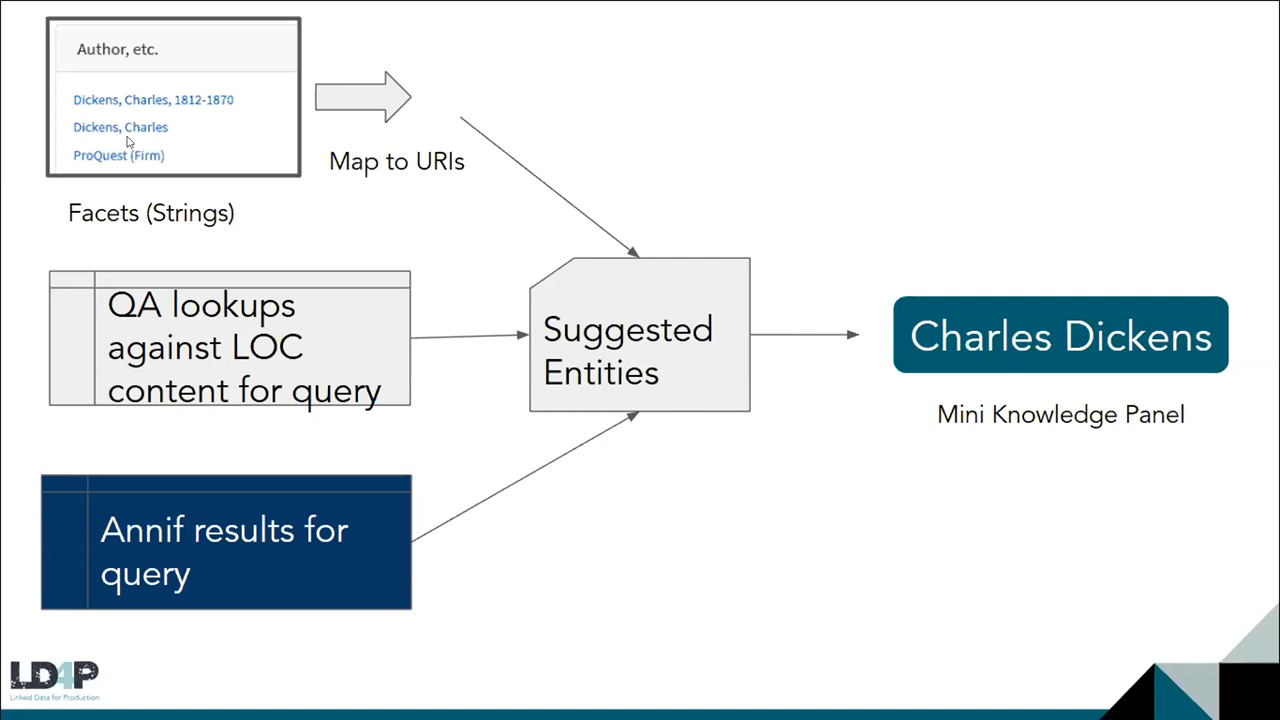 Author, etc.
Dickens, Charles, 1812-1870
Dickens, Charles
ProQuest (Firm)
Map to URIs
Facets (Strings)
QA lookups
against LOC
content for query
Suggested
Entities
Charles Dickens
Mini Knowledge Panel
Annif results for
query
LD4P
Linked Data for Production